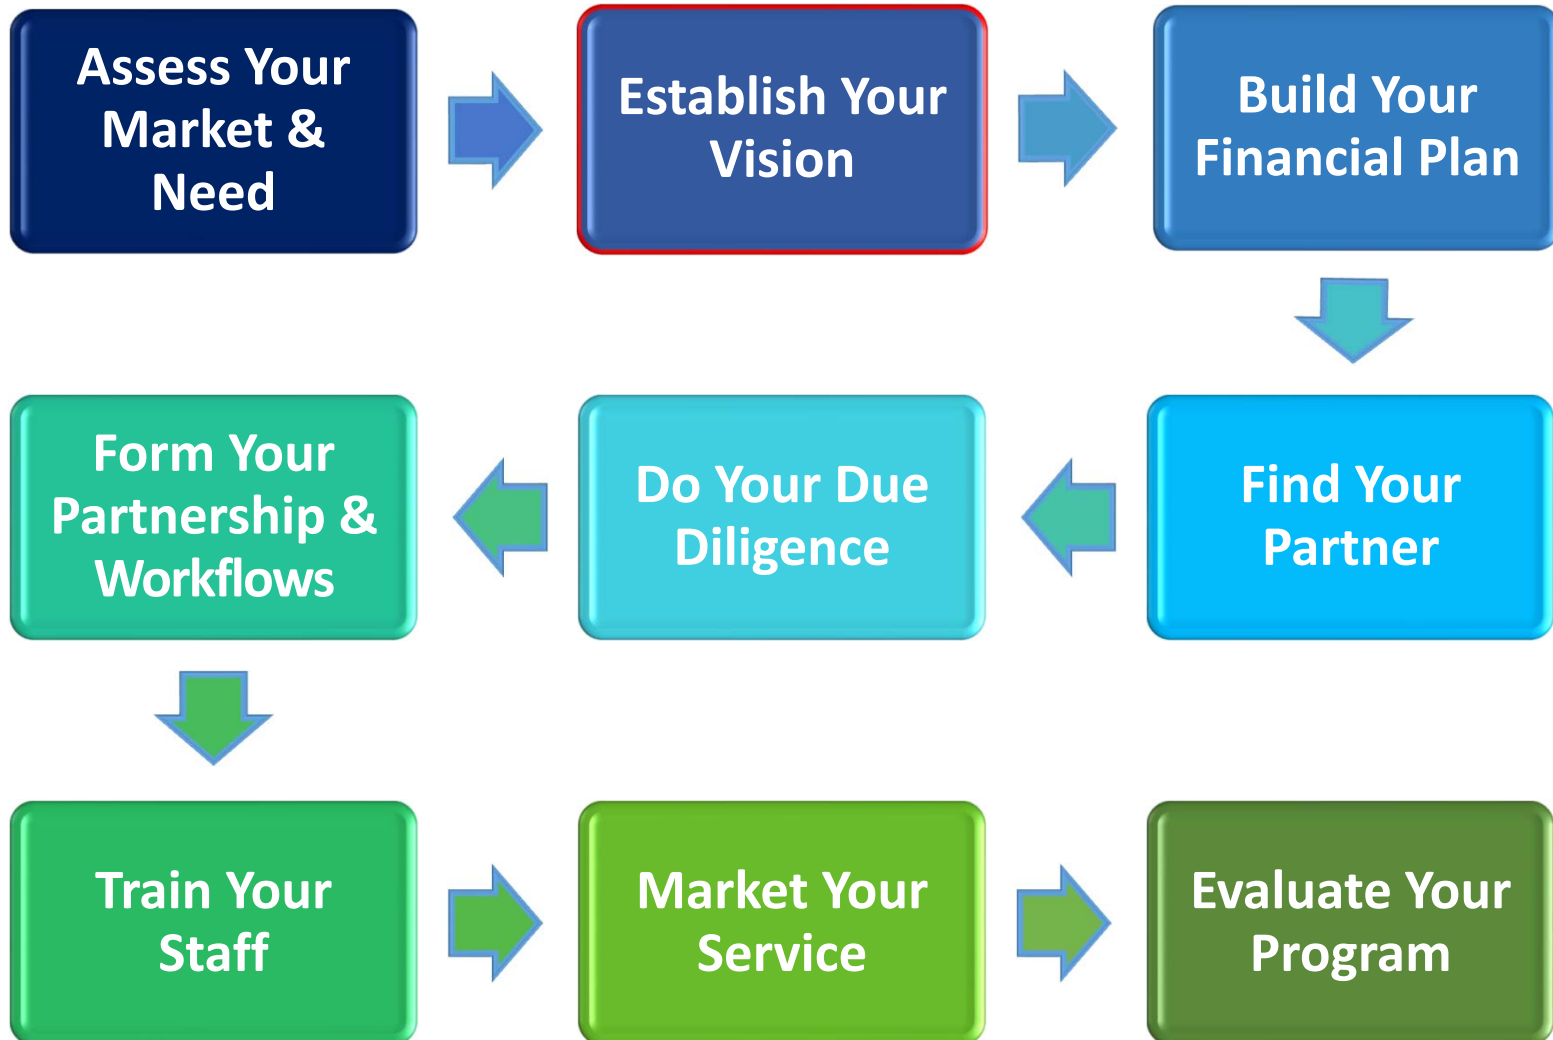 Assess Your
Market &
Need
Establish Your
Vision
Build Your
Financial Plan
Find Your
Partner
Do Your Due
Diligence
Form Your
Partnership &
Workflows
Train Your
Staff
Market Your
Service
Evaluate Your
Program